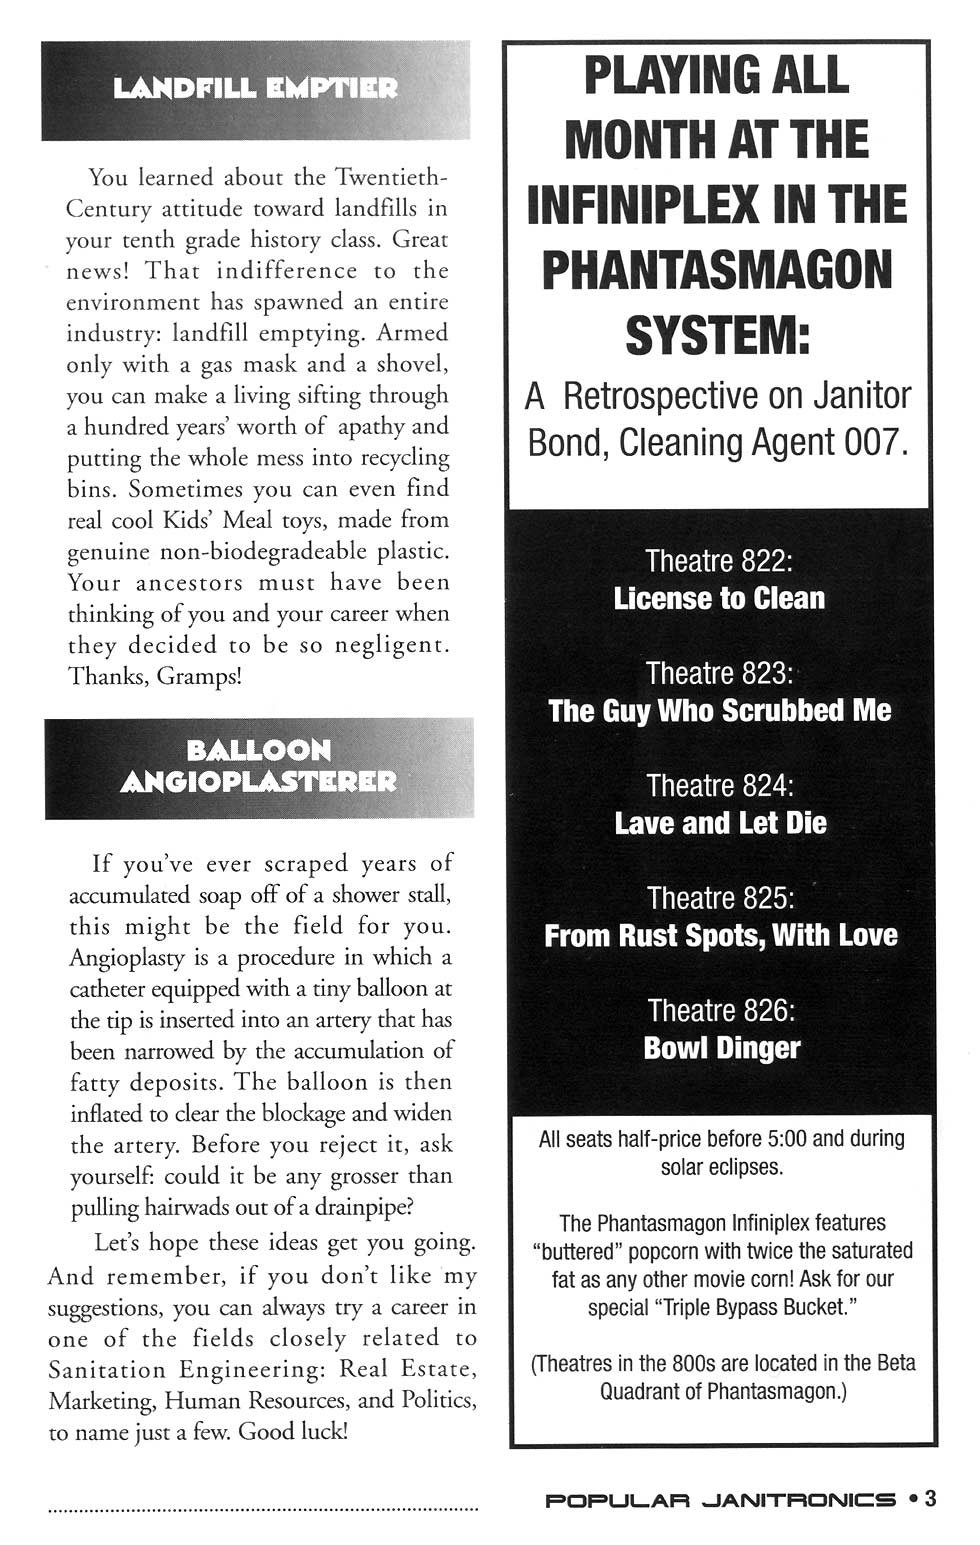 LANDFILL EMPTIER
You learned about the Twentieth-
Century attitude toward landfills in
your tenth grade history class. Great
news! That indifference to the
environment has spawned an entire
industry: landfill emptying. Armed
only with a gas mask and a shovel,
you can make a living sifting through
a hundred years' worth of apathy and
putting the whole mess into recycling
bins. Sometimes you can even find
real cool Kids' Meal toys, made from
genuine non-biodegradeable plastic.
Your ancestors must have been
thinking of you and your career when
they decided to be so negligent.
Thanks, Gramps!
BALLOON
ANGIOPLASTERER
If you've ever scraped years of
accumulated soap off of a shower stall,
this might be the field for you.
Angioplasty is a procedure in which a
catheter equipped with a tiny balloon at
the tip is inserted into an artery that has
been narrowed by the accumulation of
fatty deposits. The balloon is then
inflated to clear the blockage and widen
the artery. Before you reject it, ask
yourself: could it be any grosser than
pulling hairwads out of a drainpipe?
Let's hope these ideas get you going.
And remember, if you don't like my
suggestions, you can always try a career in
one of the fields closely related to
Sanitation Engineering: Real Estate,
Marketing, Human Resources, and Politics,
to name just a few. Good luck!
PLAYING ALL
MONTH AT THE
INFINIPLEX IN THE
PHANTASMAGON
SYSTEM:
A Retrospective on Janitor
Bond, Cleaning Agent 007.
Theatre 822:
License to Clean
Theatre 823:
The Guy Who Scrubbed Me
Theatre 824:
Lave and Let Die
Theatre 825:
From Rust Spots, With Love
Theatre 826:
Bowl Dinger
All seats half-price before 5:00 and during
solar eclipses.
The Phantasmagon Infiniplex features
"buttered" popcorn with twice the saturated
fat as any other movie corn! Ask for our
special "Triple Bypass Bucket."
(Theatres in the 800s are located in the Beta
Quadrant of Phantasmagon.)
POPULAR JANITRONICS • 3